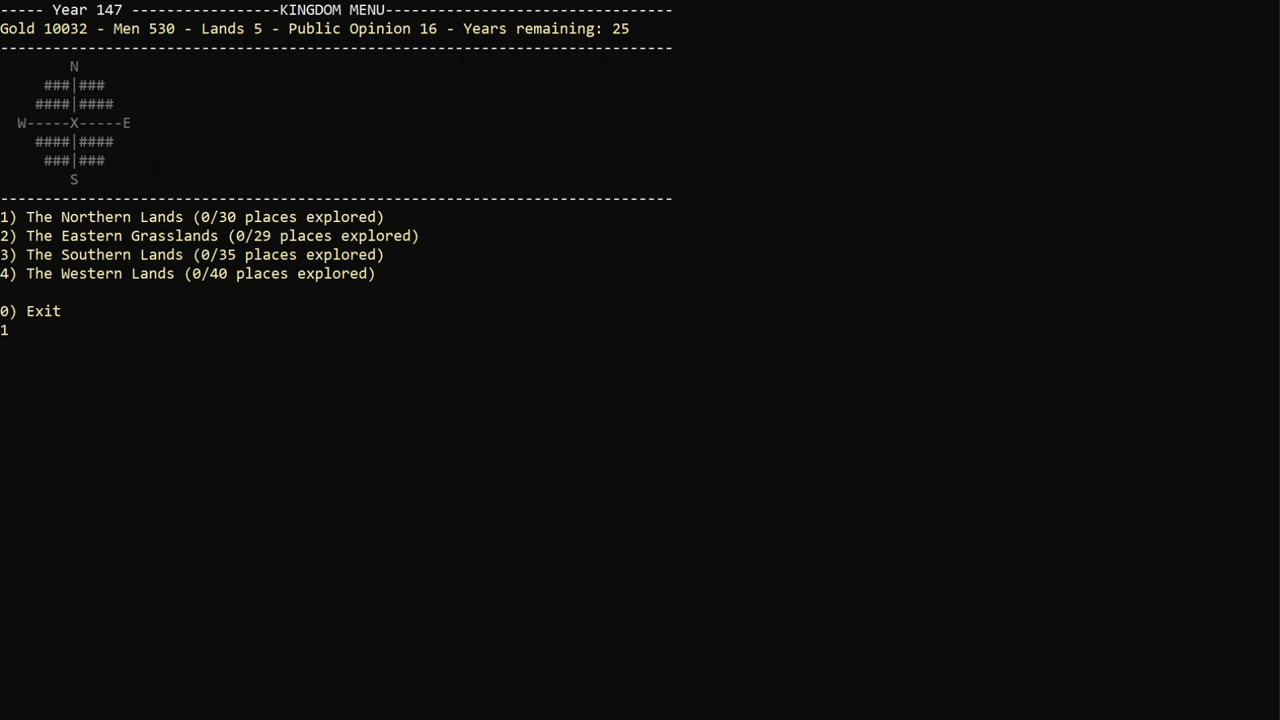 ----- Year 147 -----------------KINGDOM MENU---------------------------------
Gold 10032 - Men 530 - Lands 5 - Public Opinion 16 - Years remaining: 25
-----------------------------------------------------------------------------
        N
     ###|###
    ####|####
  W-----X-----E
    ####|####
     ###|###
        S
-----------------------------------------------------------------------------
1) The Northern Lands (0/30 places explored)
2) The Eastern Grasslands (0/29 places explored)
3) The Southern Lands (0/35 places explored)
4) The Western Lands (0/40 places explored)
0) Exit
1